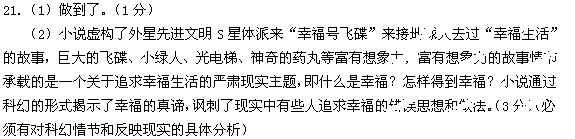 21.（1）做到了。（1分）
（2）小说虚构了外星先进文明 S 星体派来“幸福号飞碟”来接地球人去过“幸福生活”
的故事，巨大的飞碟、小绿人、光电梯、神奇的药丸等富有想象力，富有想象力的故事情节
承载的是一个关于追求幸福生活的严肃现实主题，即什么是幸福？怎样得到幸福？小说通过
科幻的形式揭示了幸福的真谛，讽刺了现实中有些人追求幸福的错误思想和做法。（3分，必
须有对科幻情节和反映现实的具体分析）